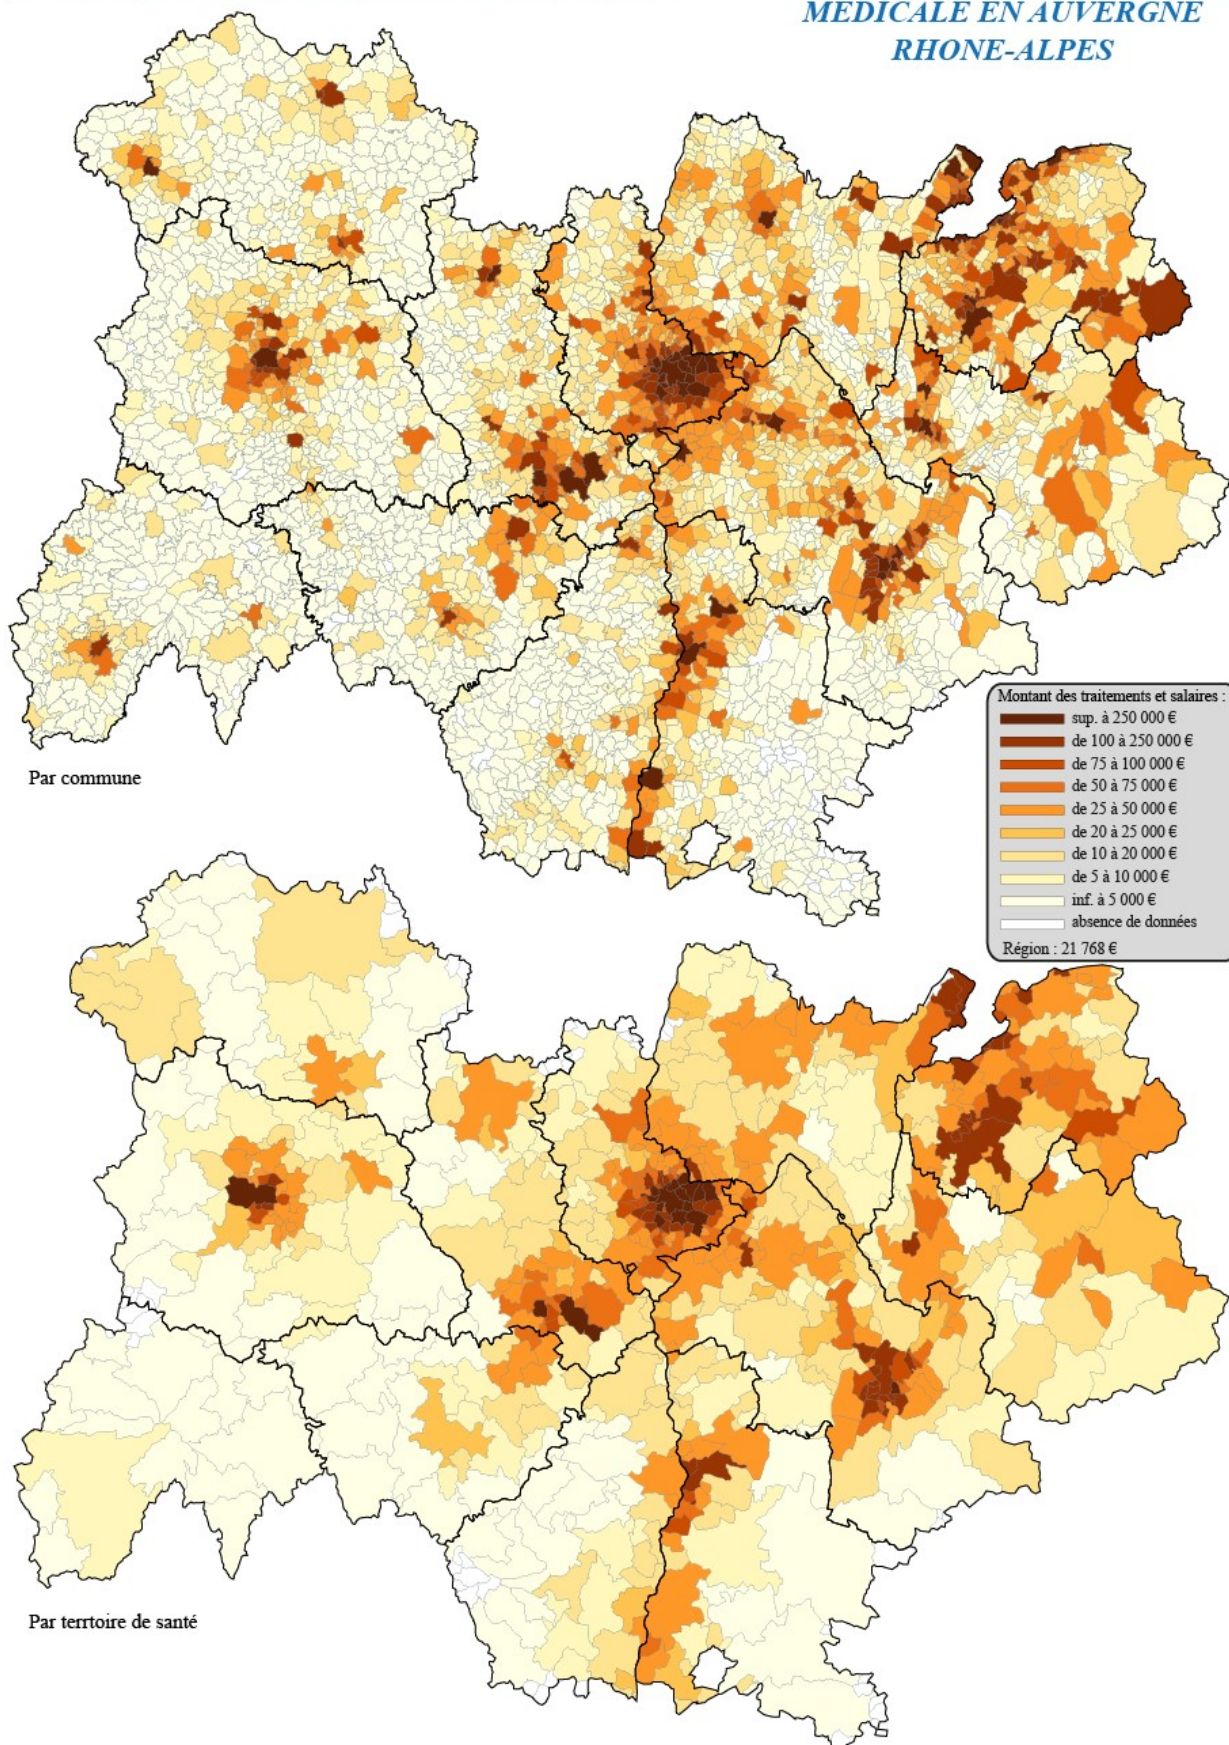 MEDICALE EN AUVERGNE
RHONE-ALPES
Montant des traitements et salaires :
sup. à 250 000 €
de 100 à 250 000 €
de 75 à 100 000 €
de 50 à 75 000 €
de 25 à 50 000 €
de 20 à 25 000 €
de 10 à 20 000 €
de 5 à 10 000 €
inf. à 5 000 €
absence de données
Région : 21 768 €
Par commune
Par terrtoire de santé